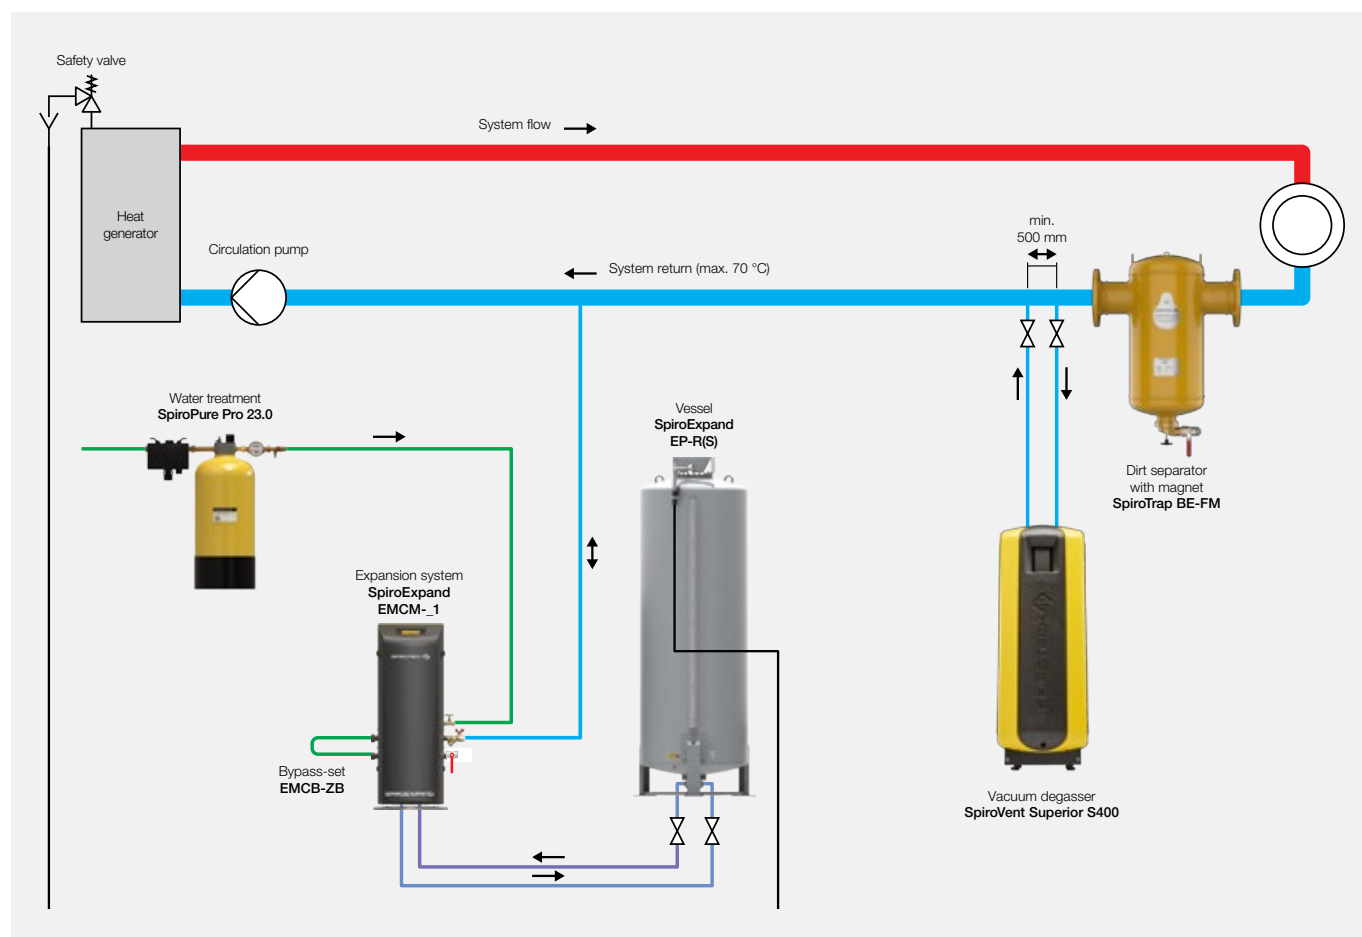 Safety valve
System flow
Heat
generator
min.
500 mm
Circulation pump
System return (max. 70 °C)
Water treatment
SpiroPure Pro 23.0
Vessel
SpiroExpand
EP-R(S)
Dirt separator
with magnet
SpiroTrap BE-FM
Expansion system
SpiroExpand
EMCM-_1
Bypass-set
EMCB-ZB
SPIROEXPAND
Vacuum degasser
SpiroVent Superior S400